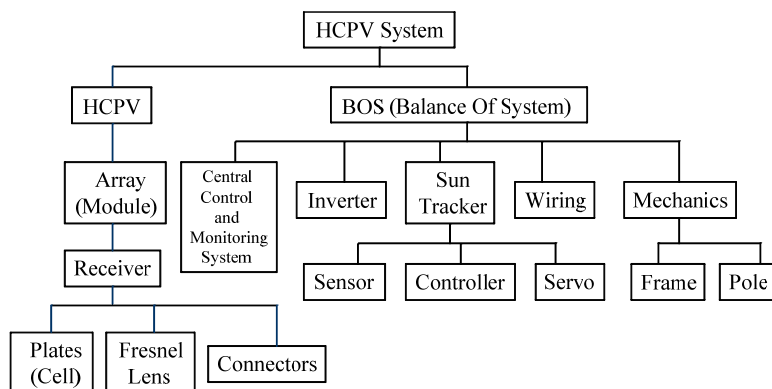 HCPV System
HCPV
BOS (Balance Of System)
Array
(Module)
Central
Control
and
Monitoring
System
Inverter
Sun
Tracker
Wiring
Mechanics
Receiver
Sensor
Controller
Servo
Frame
Pole
Plates
(Cell)
Fresnel
Lens
Connectors